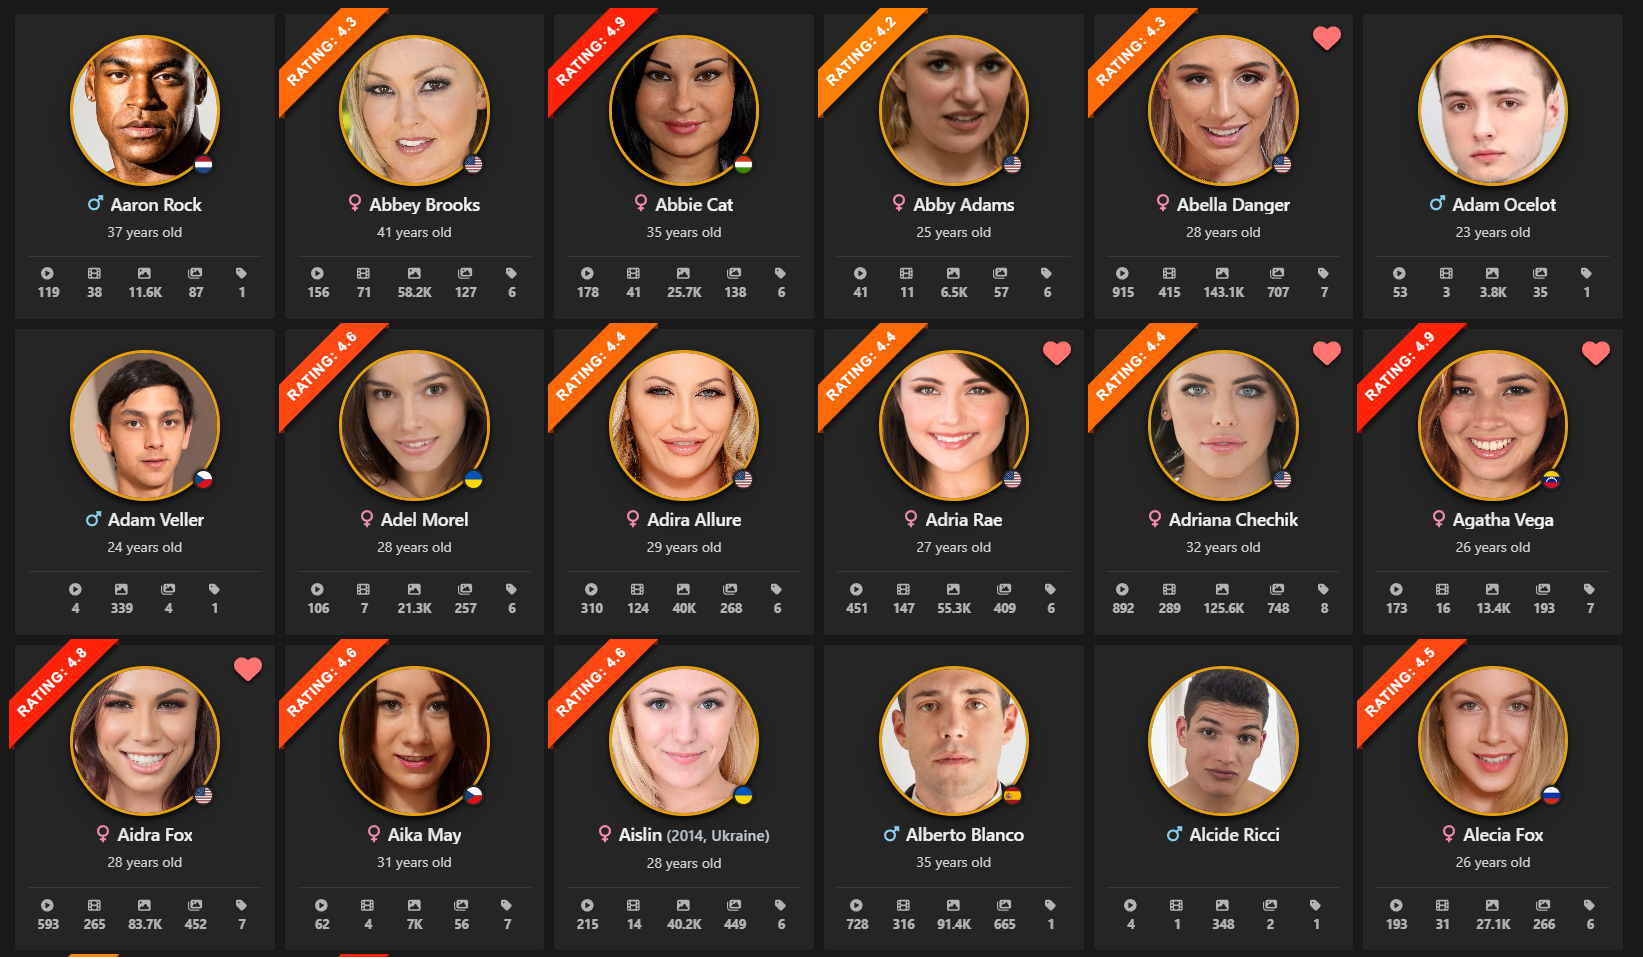 RATING: 4.3
RATING: 4.9
RATING: 4.2
RATING: 4.3
Aaron Rock
Abbey Brooks
Abbie Cat
Abby Adams
Abella Danger
Adam Ocelot
37 years old
41 years old
35 years old
25 years old
28 years old
23 years old
119 38 11.6K 87 1
156 71 58.2K 127 6
178 41 25.7K 138 6
41 11 6.5K 57 6
915 415 143.1K 707 7
53 3 3.8K 35 1
RATING: 4.6
RATING: 4.4
RATING: 4.4
RATING: 4.4
RATING: 4.9
Adam Veller
Adel Morel
Adira Allure
Adria Rae
Adriana Chechik
Agatha Vega
24 years old
28 years old
29 years old
27 years old
32 years old
26 years old
4 339 4 1
106 7 21.3K 257 6
310 124 40K 268 6
451 147 55.3K 409 6
892 289 125.6K 748 8
173 16 13.4K 193 7
RATING: 4.8
RATING: 4.6
RATING: 4.6
RATING: 4.5
Aidra Fox
Aika May
Aislin (2014, Ukraine)
Alberto Blanco
Alcide Ricci
Alecia Fox
28 years old
31 years old
28 years old
35 years old
26 years old
593 265 83.7K 452 7
62 4 7K 56 7
215 14 40.2K 449 6
728 316 91.4K 665 1
4 1 348 2 1
193 31 27.1K 266 6